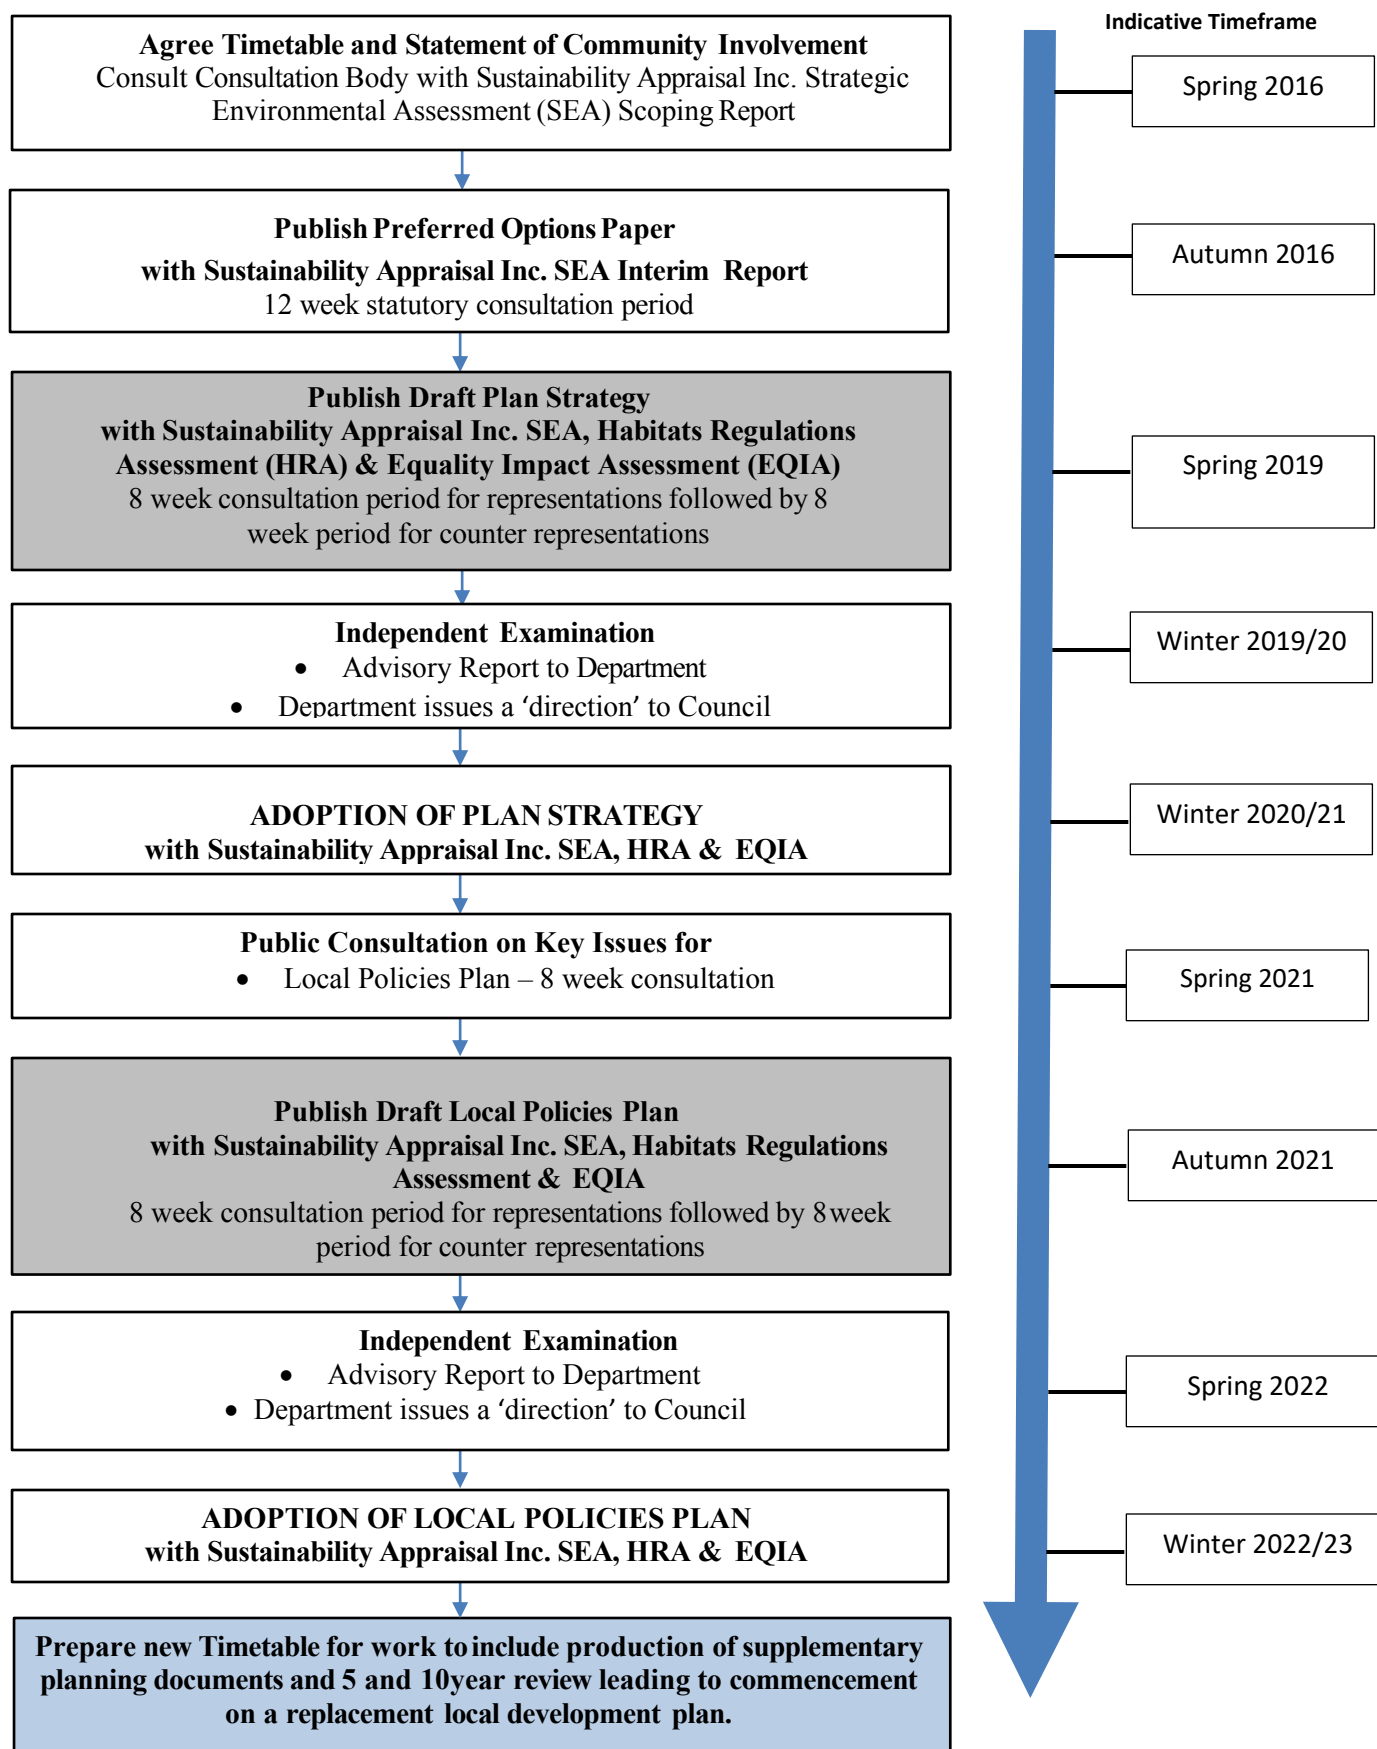 Indicative Timeframe
Agree Timetable and Statement of Community Involvement
Consult Consultation Body with Sustainability Appraisal Inc. Strategic
Environmental Assessment (SEA) Scoping Report
Spring 2016
Publish Preferred Options Paper
with Sustainability Appraisal Inc. SEA Interim Report
12 week statutory consultation period
Autumn 2016
Publish Draft Plan Strategy
with Sustainability Appraisal Inc. SEA, Habitats Regulations
Assessment (HRA) & Equality Impact Assessment (EQIA)
8 week consultation period for representations followed by 8
week period for counter representations
Spring 2019
Independent Examination
• Advisory Report to Department
• Department issues a ‘direction’ to Council
Winter 2019/20
ADOPTION OF PLAN STRATEGY
with Sustainability Appraisal Inc. SEA, HRA & EQIA
Winter 2020/21
Public Consultation on Key Issues for
• Local Policies Plan – 8 week consultation
Spring 2021
Publish Draft Local Policies Plan
with Sustainability Appraisal Inc. SEA, Habitats Regulations
Assessment & EQIA
8 week consultation period for representations followed by 8 week
period for counter representations
Autumn 2021
Independent Examination
• Advisory Report to Department
• Department issues a ‘direction’ to Council
Spring 2022
ADOPTION OF LOCAL POLICIES PLAN
with Sustainability Appraisal Inc. SEA, HRA & EQIA
Winter 2022/23
Prepare new Timetable for work to include production of supplementary
planning documents and 5 and 10year review leading to commencement
on a replacement local development plan.